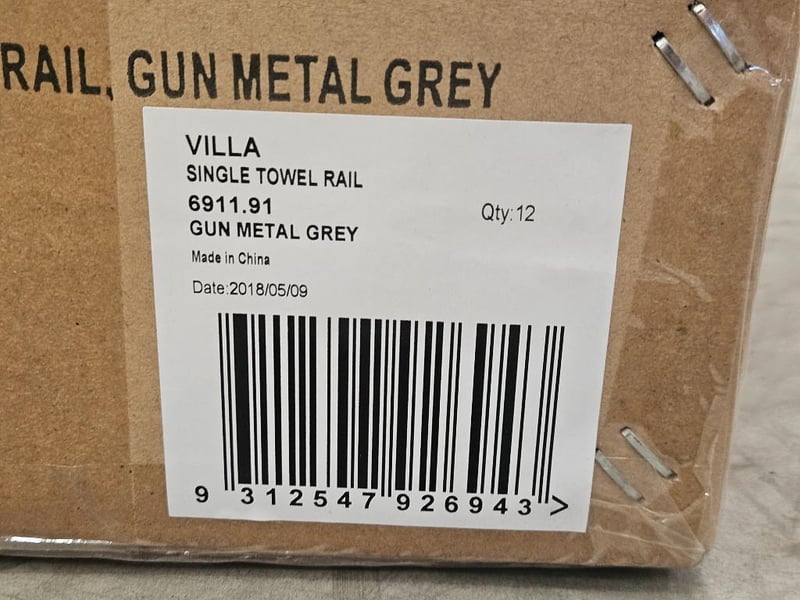 RAIL, GUN METAL GREY
VILLA
SINGLE TOWEL RAIL
6911.91
Qty:12
GUN METAL GREY
Made in China
Date:2018/05/09
9 312547 926943 >